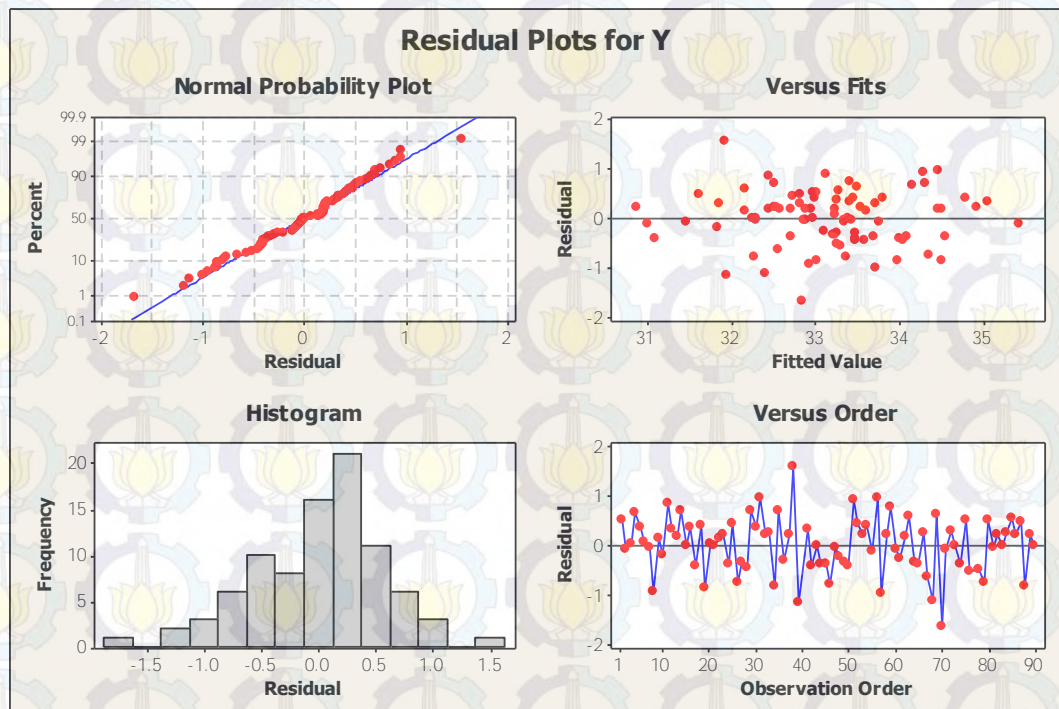 Residual Plots for Y
Normal Probability Plot
99.9
99
90
50
10
1
0.1
Percent
-2 -1 0 1 2
Residual
Versus Fits
2
1
0
-1
-2
Residual
31 32 33 34 35
Fitted Value
Histogram
20
15
10
5
0
Frequency
-1.5 -1.0 -0.5 0.0 0.5 1.0 1.5
Residual
Versus Order
2
1
0
-1
-2
Residual
1 10 20 30 40 50 60 70 80 90
Observation Order